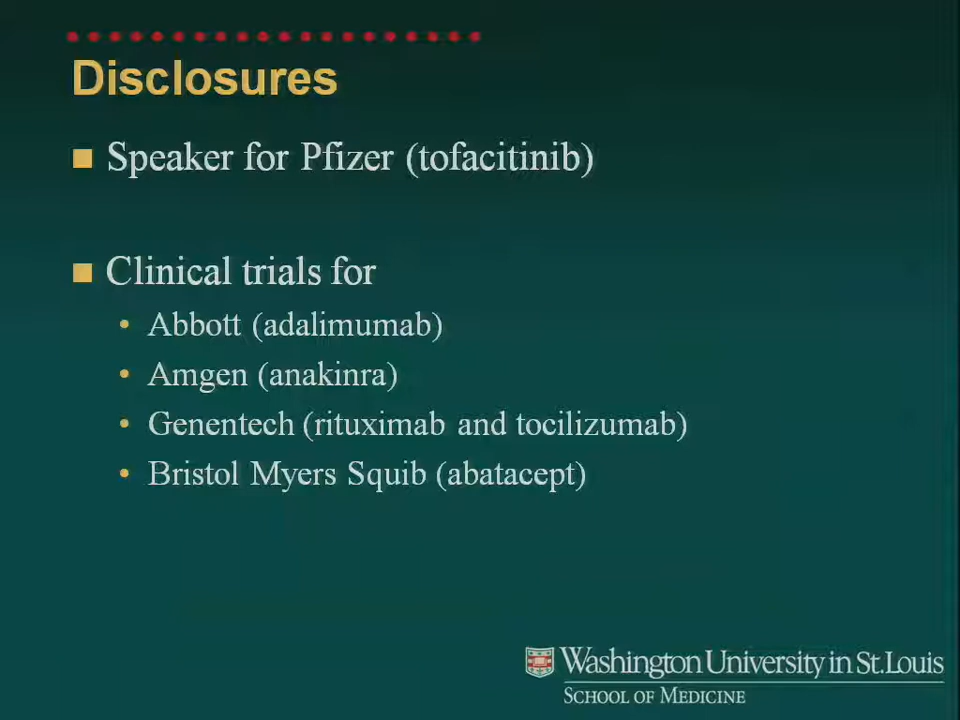 Disclosures
Speaker for Pfizer (tofacitinib)
Clinical trials for
Abbott (adalimumab)
Amgen (anakinra)
Genentech (rituximab and tocilizumab)
Bristol Myers Squib (abatacept)
Washington University in St. Louis
SCHOOL OF MEDICINE